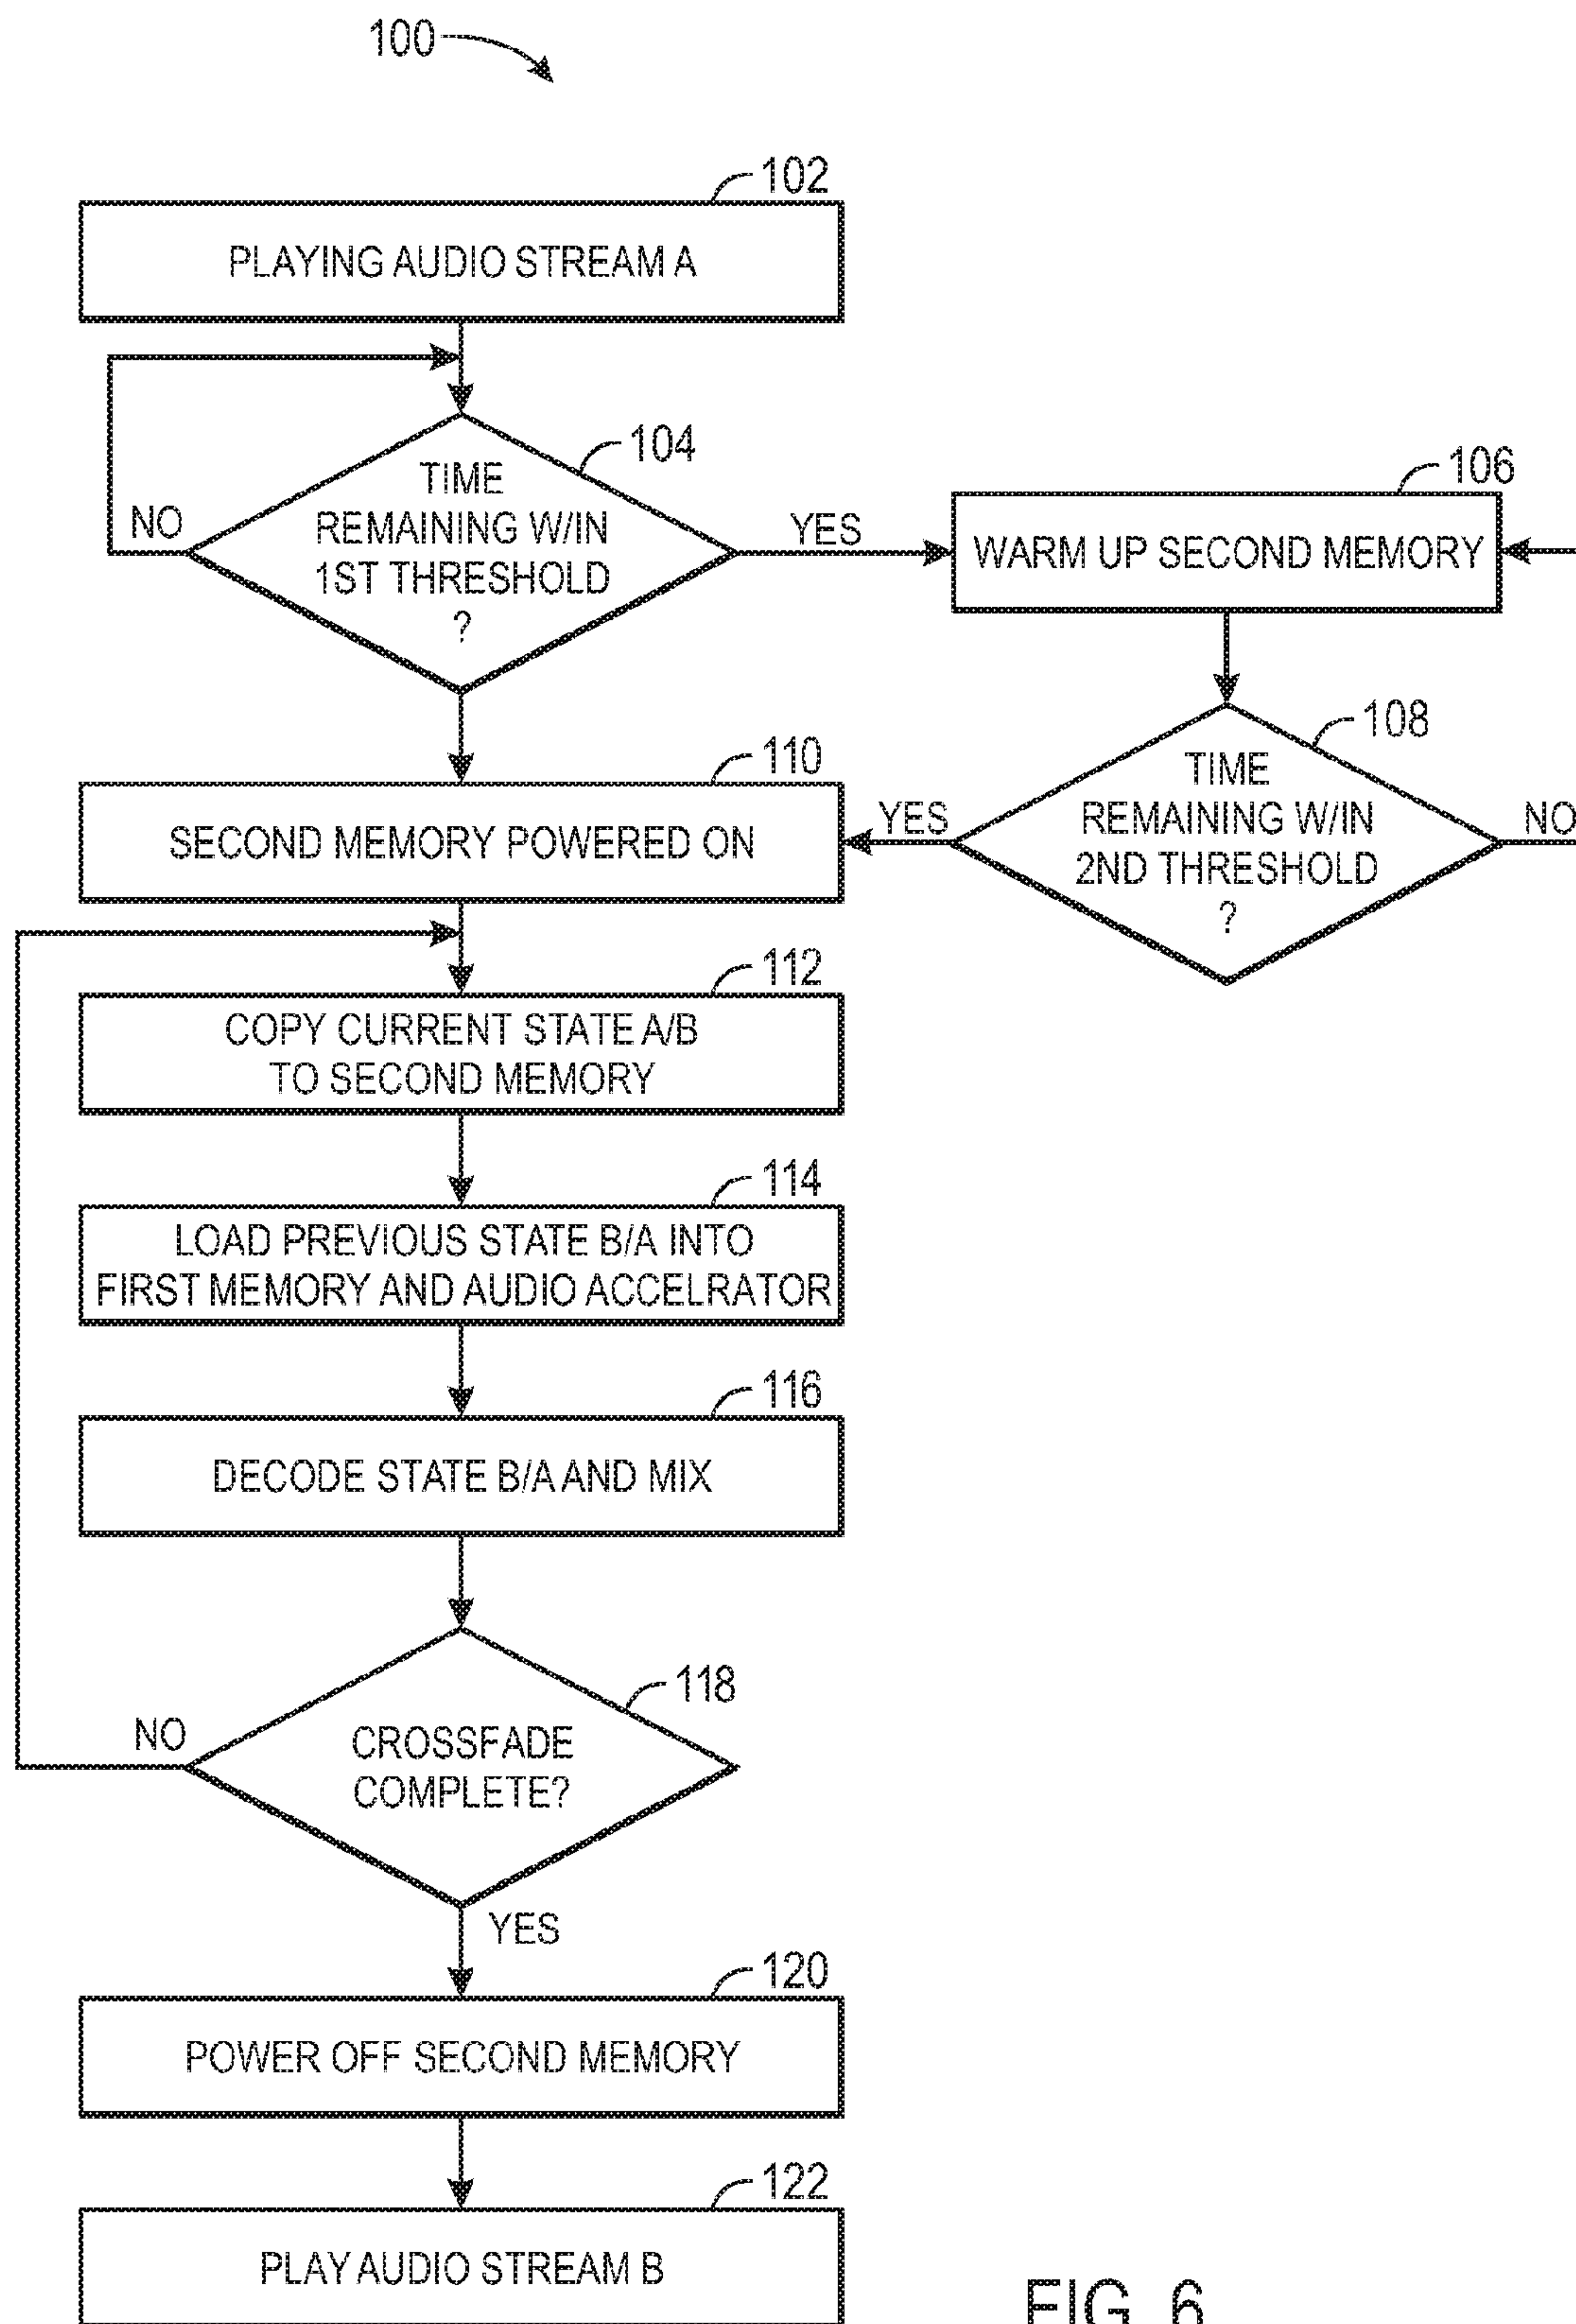 100
102
PLAYING AUDIO STREAM A
104
TIME
REMAINING W/IN
1ST THRESHOLD
?
NO
YES
106
WARM UP SECOND MEMORY
108
TIME
REMAINING W/IN
2ND THRESHOLD
?
YES
NO
110
SECOND MEMORY POWERED ON
112
COPY CURRENT STATE A/B
TO SECOND MEMORY
114
LOAD PREVIOUS STATE B/A INTO
FIRST MEMORY AND AUDIO ACCELRATOR
116
DECODE STATE B/A AND MIX
118
CROSSFADE
COMPLETE?
NO
YES
120
POWER OFF SECOND MEMORY
122
PLAY AUDIO STREAM B
FIG. 6